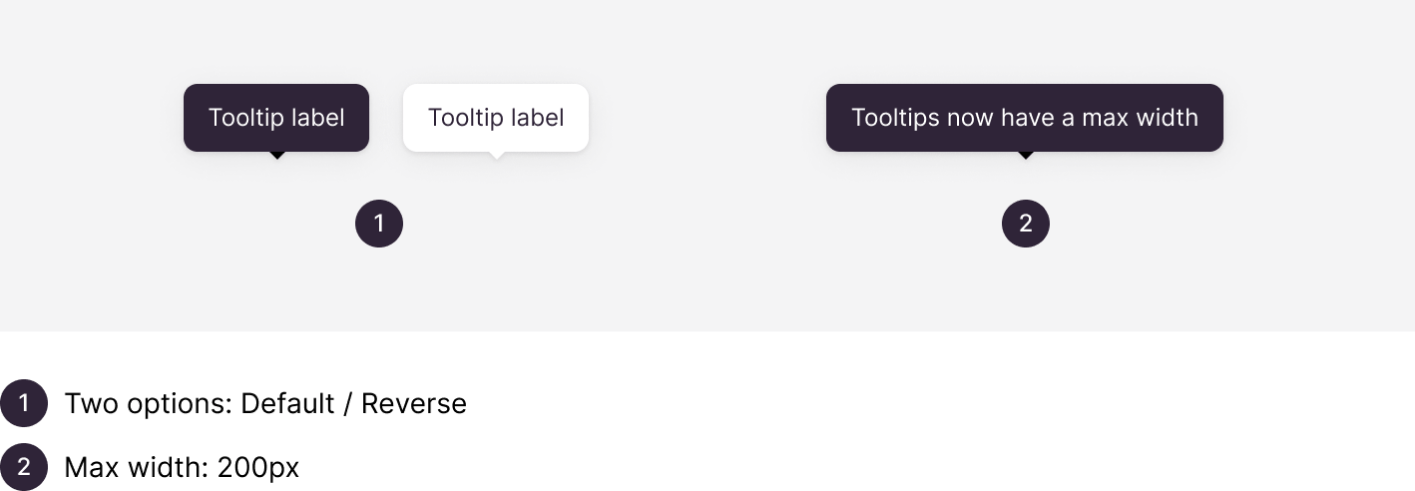 Tooltip label
Tooltip label
Tooltips now have a max width
1
2
1 Two options: Default / Reverse
2 Max width: 200px